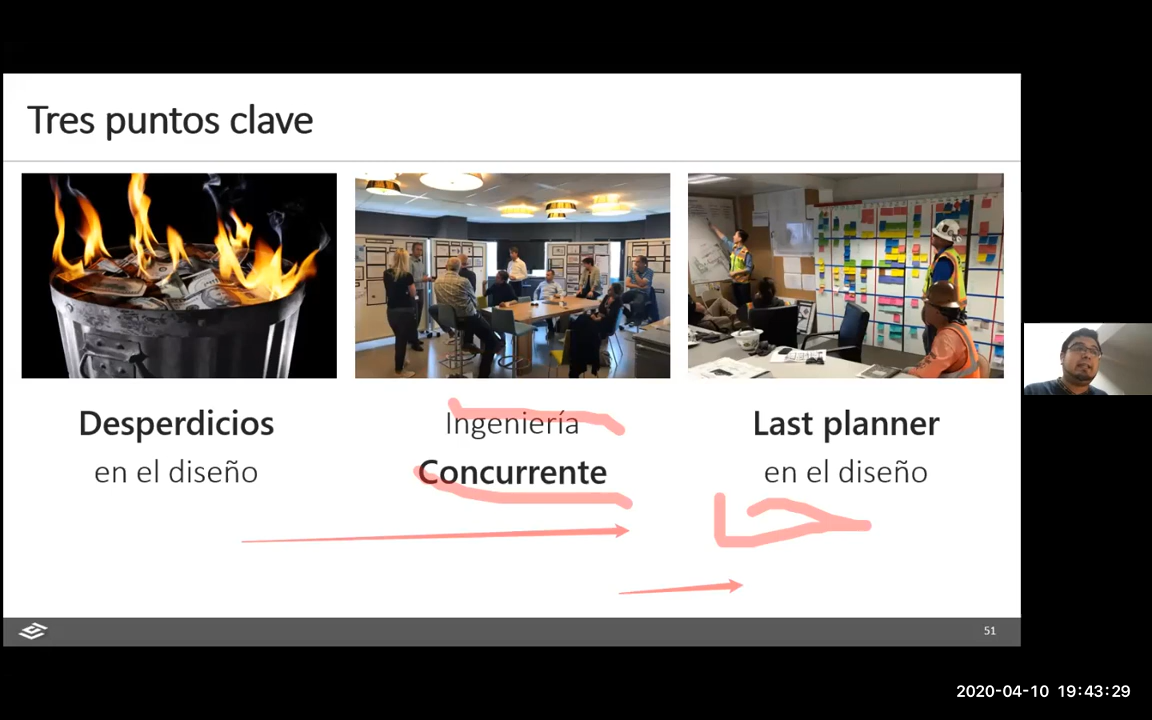 Tres puntos clave
Desperdicios
en el diseño
Ingeniería
Concurrente
Last planner
en el diseño
51
2020-04-10 19:43:29